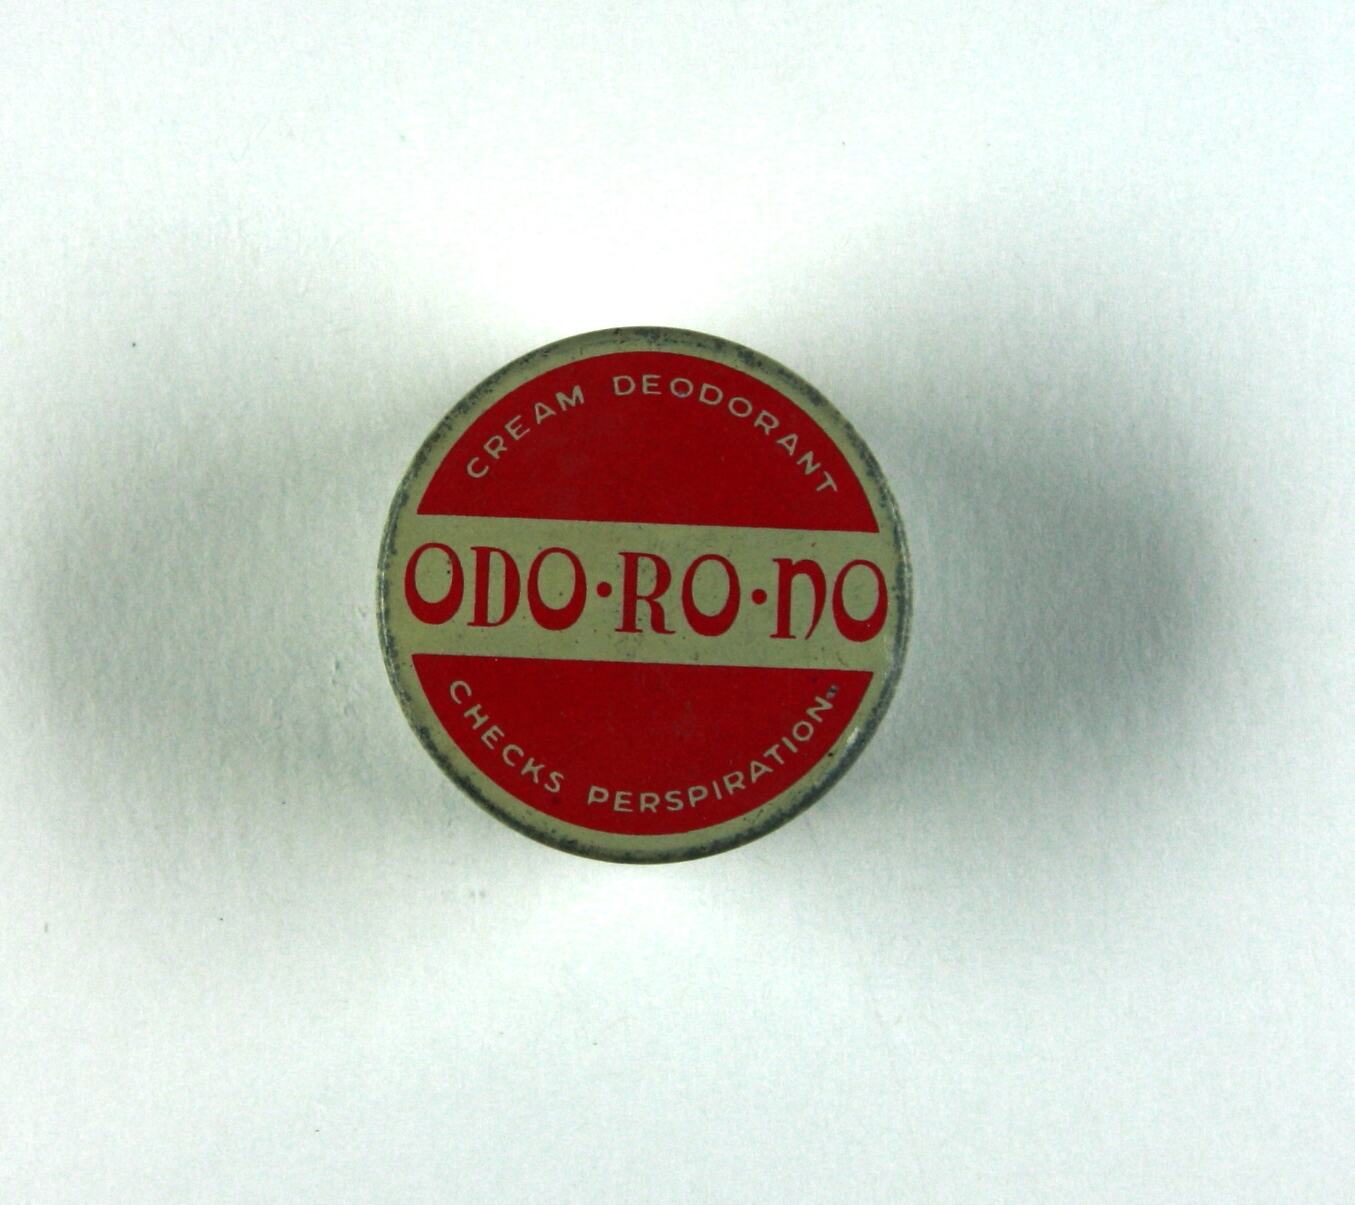 CREAM DEODORANT
ODO·RO·NO
CHECKS PERSPIRATION